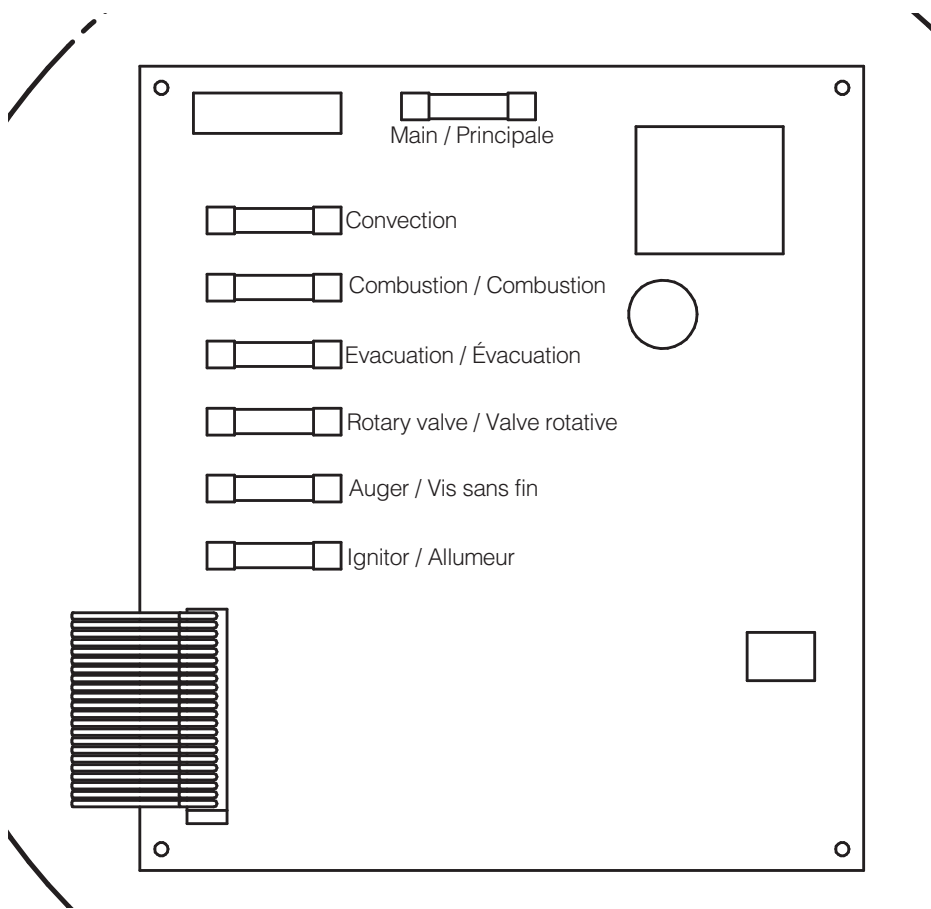 Main / Principale
Convection
Combustion / Combustion
Evacuation / Évacuation
Rotary valve / Valve rotative
Auger / Vis sans fin
Ignitor / Allumeur